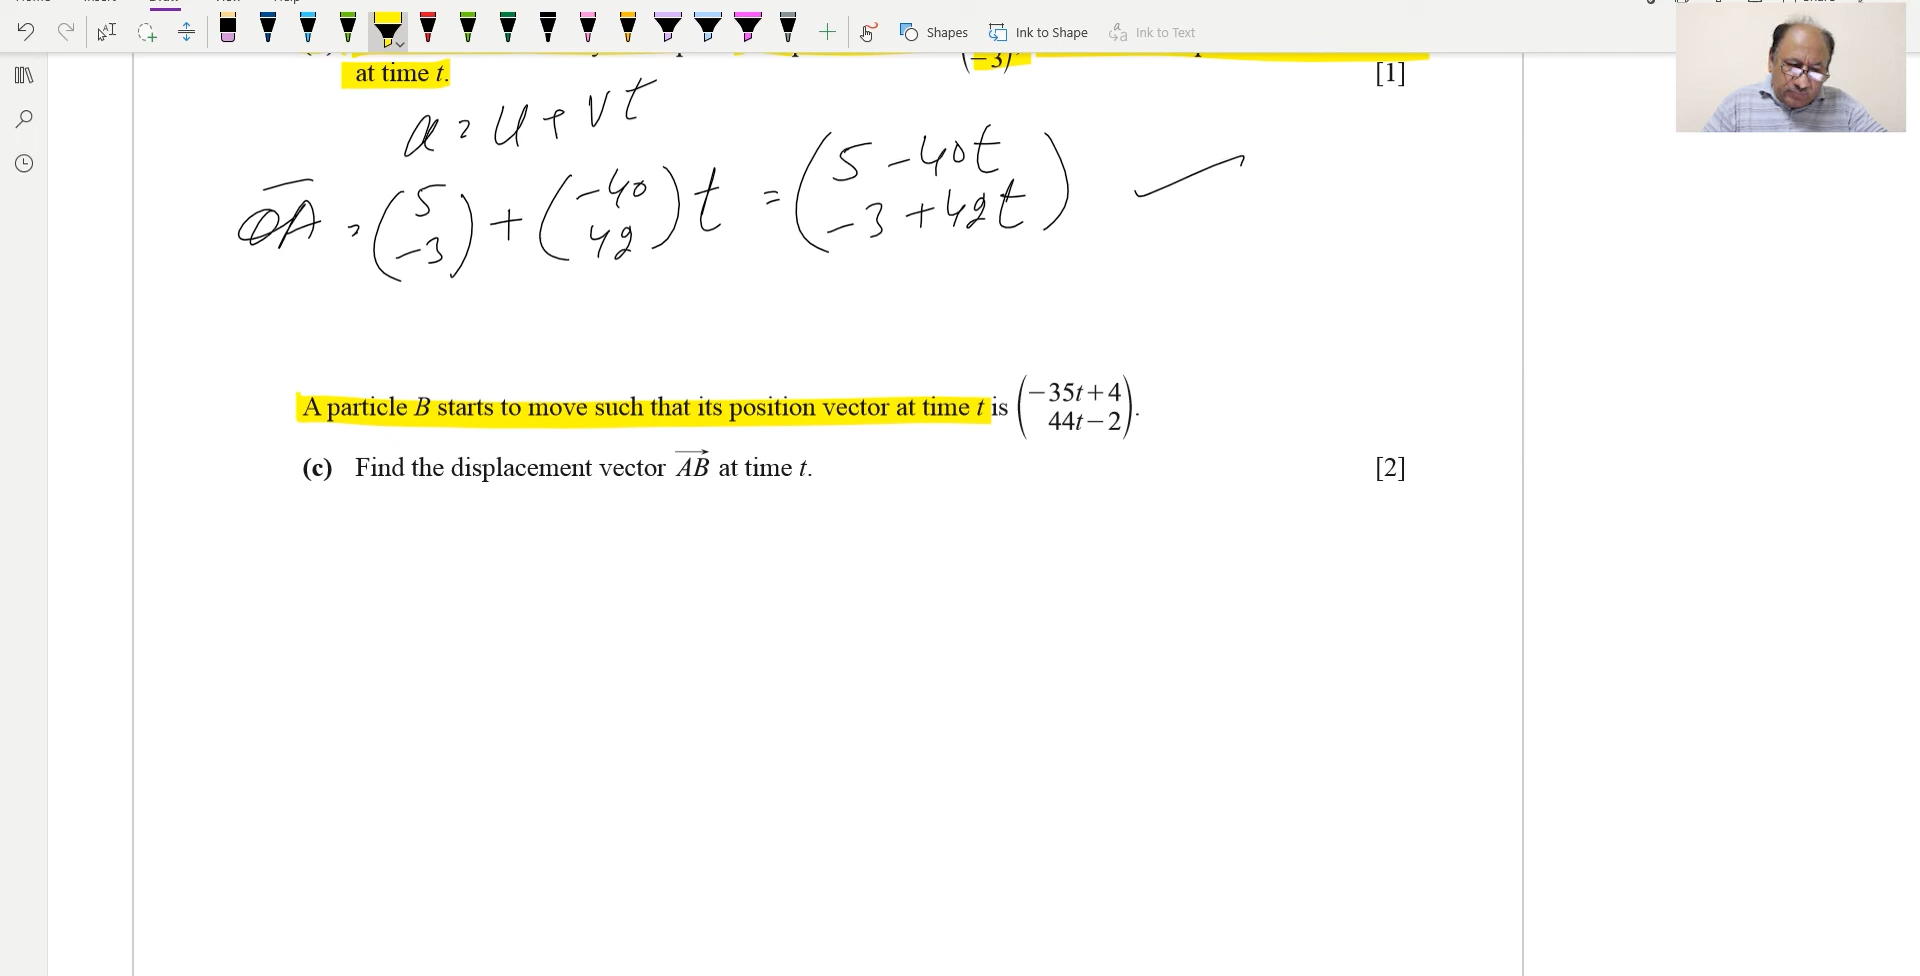 Shapes Ink to Shape Ink to Text
at time t. [1]
a = u + vt
OA = (5 -3) + (-40 42) t = (5 - 40t -3 + 42t)
A particle B starts to move such that its position vector at time t is (-35t+4 44t-2).
(c) Find the displacement vector AB at time t. [2]